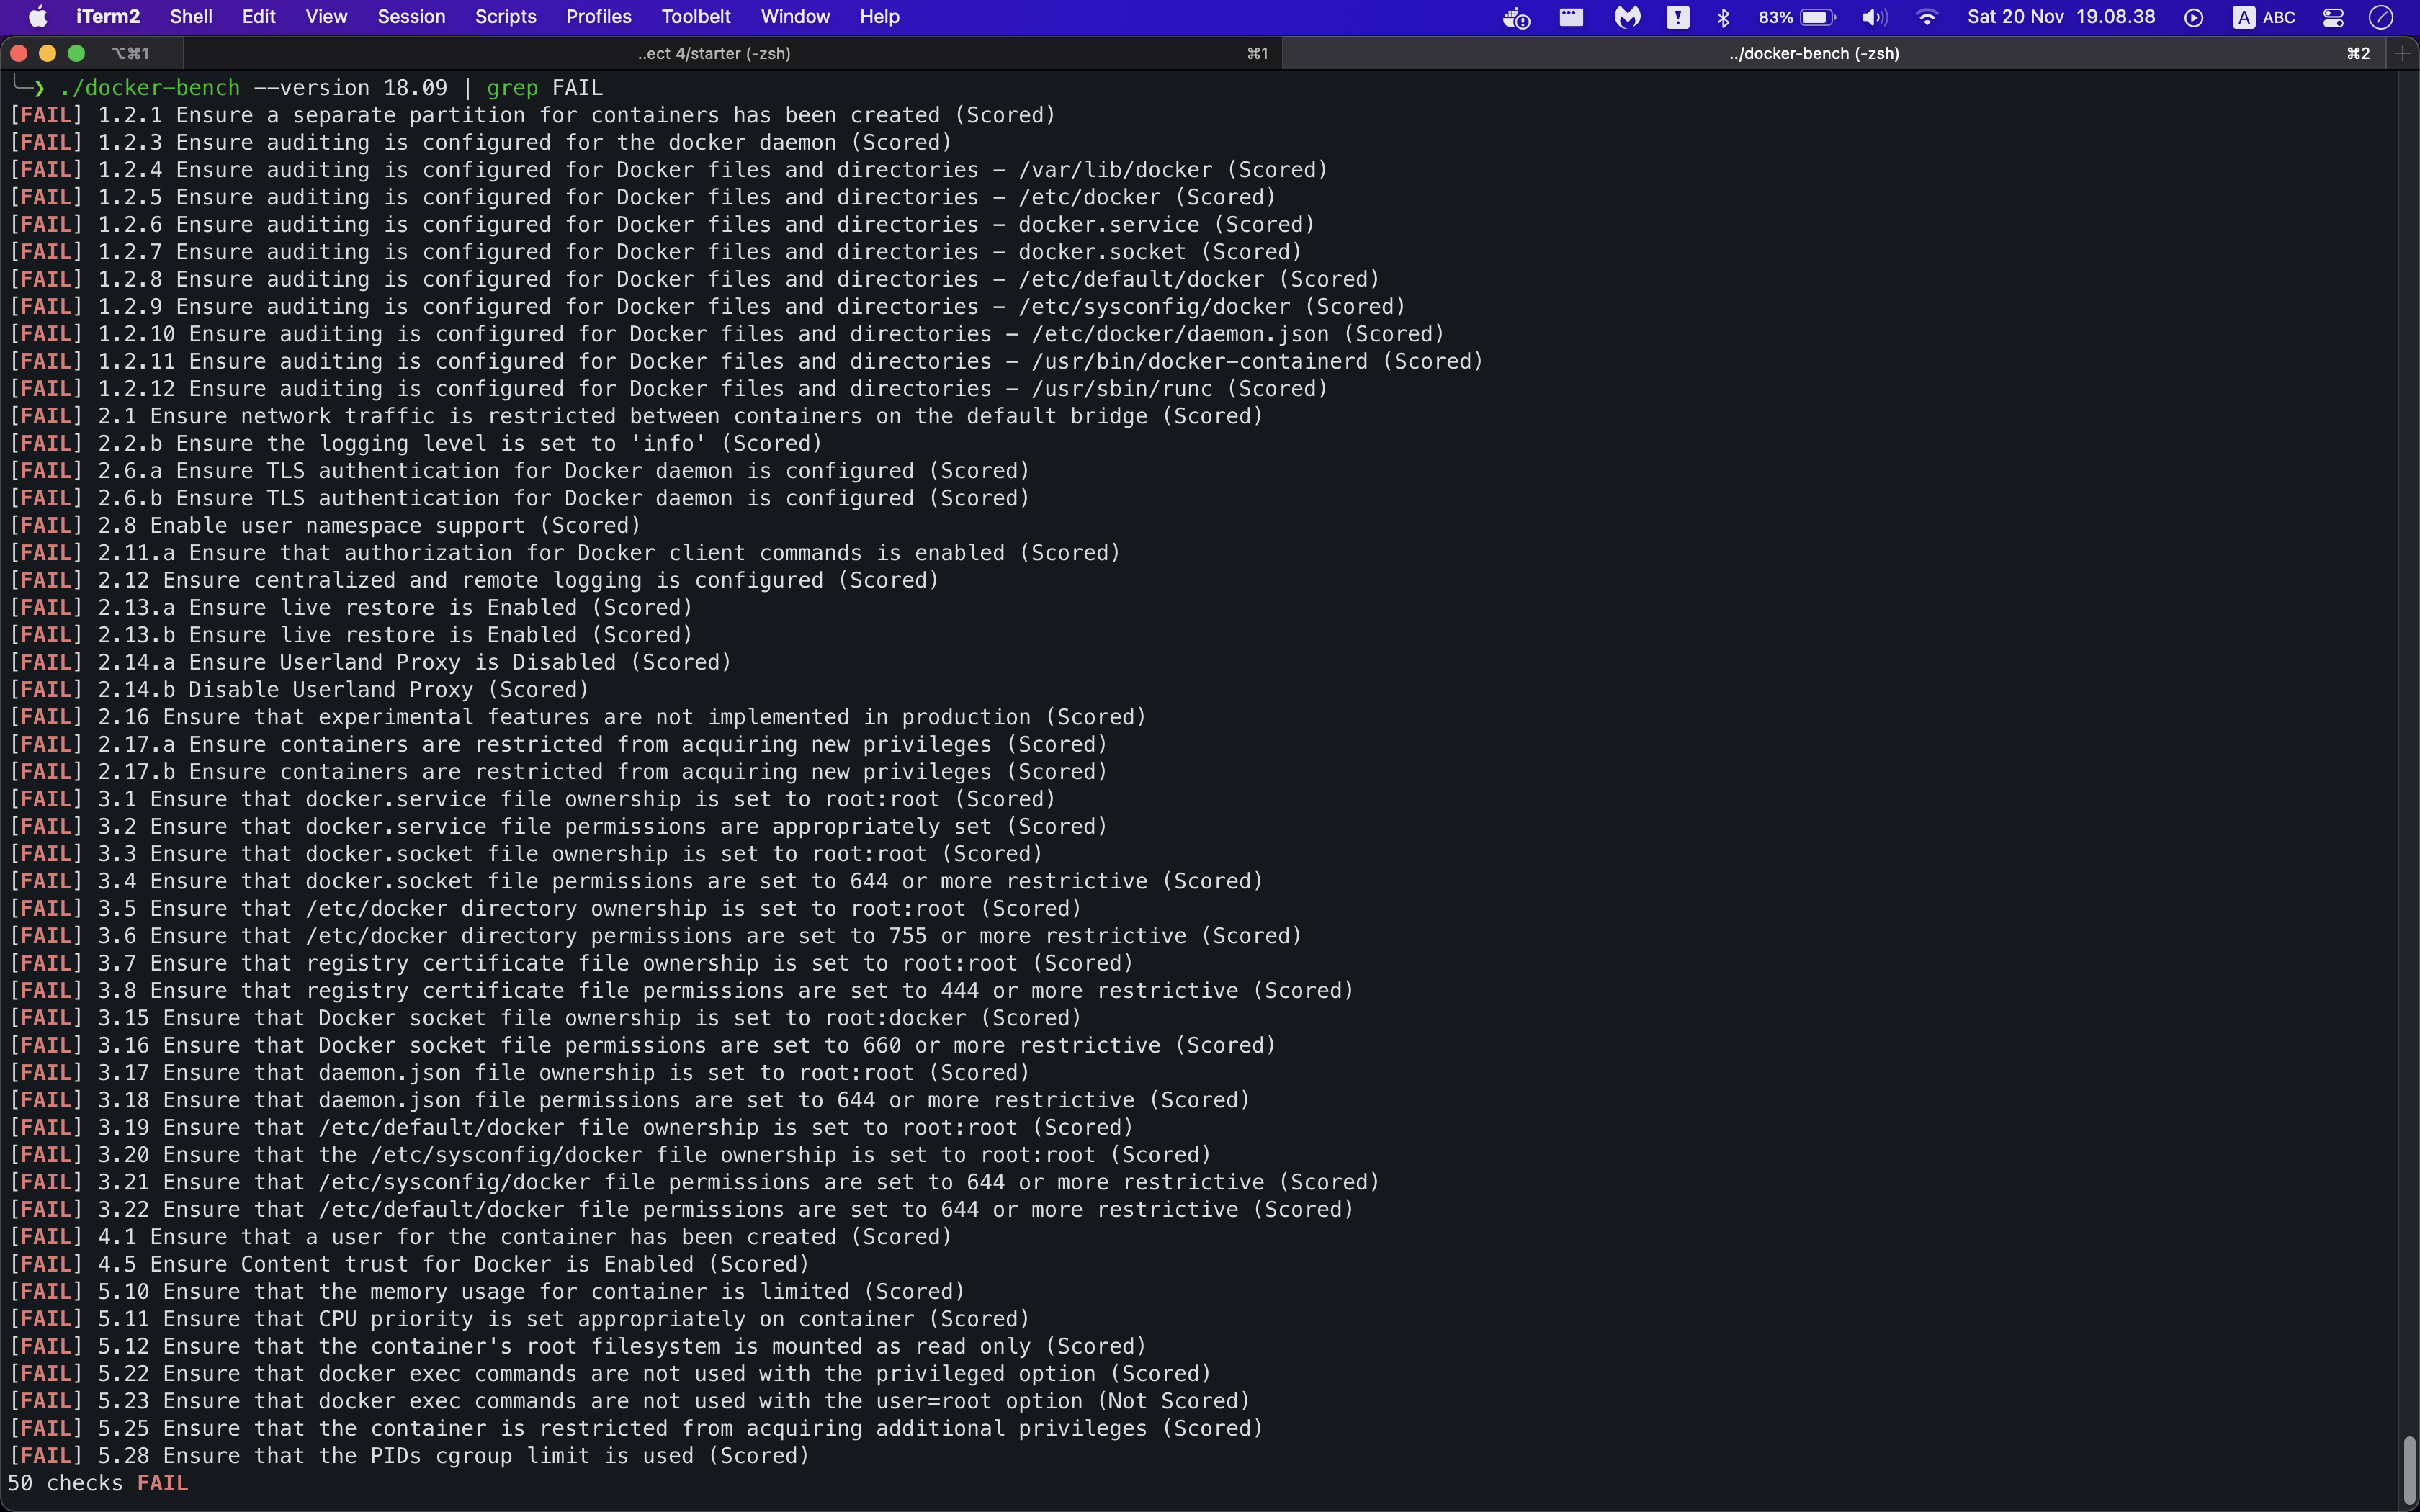 iTerm2 Shell Edit View Session Scripts Profiles Toolbelt Window Help 83% Sat 20 Nov 19.08.38 A ABC
⌥⌘1 ..ect 4/starter (-zsh) ⌘1 ../docker-bench (-zsh) ⌘2
❯ ./docker-bench --version 18.09 | grep FAIL
[FAIL] 1.2.1 Ensure a separate partition for containers has been created (Scored)
[FAIL] 1.2.3 Ensure auditing is configured for the docker daemon (Scored)
[FAIL] 1.2.4 Ensure auditing is configured for Docker files and directories - /var/lib/docker (Scored)
[FAIL] 1.2.5 Ensure auditing is configured for Docker files and directories - /etc/docker (Scored)
[FAIL] 1.2.6 Ensure auditing is configured for Docker files and directories - docker.service (Scored)
[FAIL] 1.2.7 Ensure auditing is configured for Docker files and directories - docker.socket (Scored)
[FAIL] 1.2.8 Ensure auditing is configured for Docker files and directories - /etc/default/docker (Scored)
[FAIL] 1.2.9 Ensure auditing is configured for Docker files and directories - /etc/sysconfig/docker (Scored)
[FAIL] 1.2.10 Ensure auditing is configured for Docker files and directories - /etc/docker/daemon.json (Scored)
[FAIL] 1.2.11 Ensure auditing is configured for Docker files and directories - /usr/bin/docker-containerd (Scored)
[FAIL] 1.2.12 Ensure auditing is configured for Docker files and directories - /usr/sbin/runc (Scored)
[FAIL] 2.1 Ensure network traffic is restricted between containers on the default bridge (Scored)
[FAIL] 2.2.b Ensure the logging level is set to 'info' (Scored)
[FAIL] 2.6.a Ensure TLS authentication for Docker daemon is configured (Scored)
[FAIL] 2.6.b Ensure TLS authentication for Docker daemon is configured (Scored)
[FAIL] 2.8 Enable user namespace support (Scored)
[FAIL] 2.11.a Ensure that authorization for Docker client commands is enabled (Scored)
[FAIL] 2.12 Ensure centralized and remote logging is configured (Scored)
[FAIL] 2.13.a Ensure live restore is Enabled (Scored)
[FAIL] 2.13.b Ensure live restore is Enabled (Scored)
[FAIL] 2.14.a Ensure Userland Proxy is Disabled (Scored)
[FAIL] 2.14.b Disable Userland Proxy (Scored)
[FAIL] 2.16 Ensure that experimental features are not implemented in production (Scored)
[FAIL] 2.17.a Ensure containers are restricted from acquiring new privileges (Scored)
[FAIL] 2.17.b Ensure containers are restricted from acquiring new privileges (Scored)
[FAIL] 3.1 Ensure that docker.service file ownership is set to root:root (Scored)
[FAIL] 3.2 Ensure that docker.service file permissions are appropriately set (Scored)
[FAIL] 3.3 Ensure that docker.socket file ownership is set to root:root (Scored)
[FAIL] 3.4 Ensure that docker.socket file permissions are set to 644 or more restrictive (Scored)
[FAIL] 3.5 Ensure that /etc/docker directory ownership is set to root:root (Scored)
[FAIL] 3.6 Ensure that /etc/docker directory permissions are set to 755 or more restrictive (Scored)
[FAIL] 3.7 Ensure that registry certificate file ownership is set to root:root (Scored)
[FAIL] 3.8 Ensure that registry certificate file permissions are set to 444 or more restrictive (Scored)
[FAIL] 3.15 Ensure that Docker socket file ownership is set to root:docker (Scored)
[FAIL] 3.16 Ensure that Docker socket file permissions are set to 660 or more restrictive (Scored)
[FAIL] 3.17 Ensure that daemon.json file ownership is set to root:root (Scored)
[FAIL] 3.18 Ensure that daemon.json file permissions are set to 644 or more restrictive (Scored)
[FAIL] 3.19 Ensure that /etc/default/docker file ownership is set to root:root (Scored)
[FAIL] 3.20 Ensure that the /etc/sysconfig/docker file ownership is set to root:root (Scored)
[FAIL] 3.21 Ensure that /etc/sysconfig/docker file permissions are set to 644 or more restrictive (Scored)
[FAIL] 3.22 Ensure that /etc/default/docker file permissions are set to 644 or more restrictive (Scored)
[FAIL] 4.1 Ensure that a user for the container has been created (Scored)
[FAIL] 4.5 Ensure Content trust for Docker is Enabled (Scored)
[FAIL] 5.10 Ensure that the memory usage for container is limited (Scored)
[FAIL] 5.11 Ensure that CPU priority is set appropriately on container (Scored)
[FAIL] 5.12 Ensure that the container's root filesystem is mounted as read only (Scored)
[FAIL] 5.22 Ensure that docker exec commands are not used with the privileged option (Scored)
[FAIL] 5.23 Ensure that docker exec commands are not used with the user=root option (Not Scored)
[FAIL] 5.25 Ensure that the container is restricted from acquiring additional privileges (Scored)
[FAIL] 5.28 Ensure that the PIDs cgroup limit is used (Scored)
50 checks FAIL